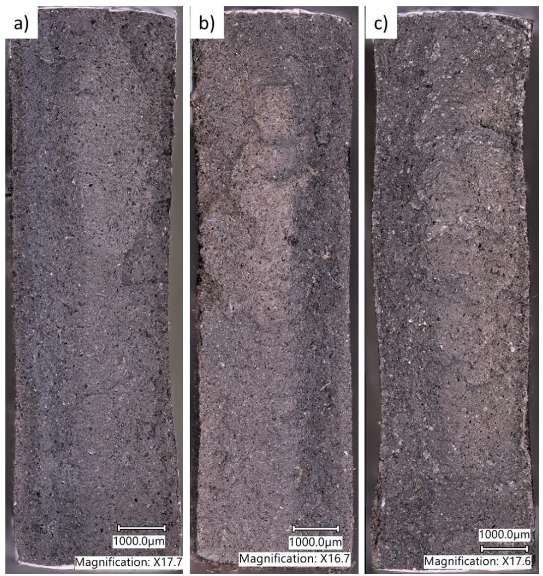 a)
b)
c)
1000.0μm
Magnification: X17.7
1000.0μm
Magnification: X16.7
1000.0μm
Magnification: X17.6